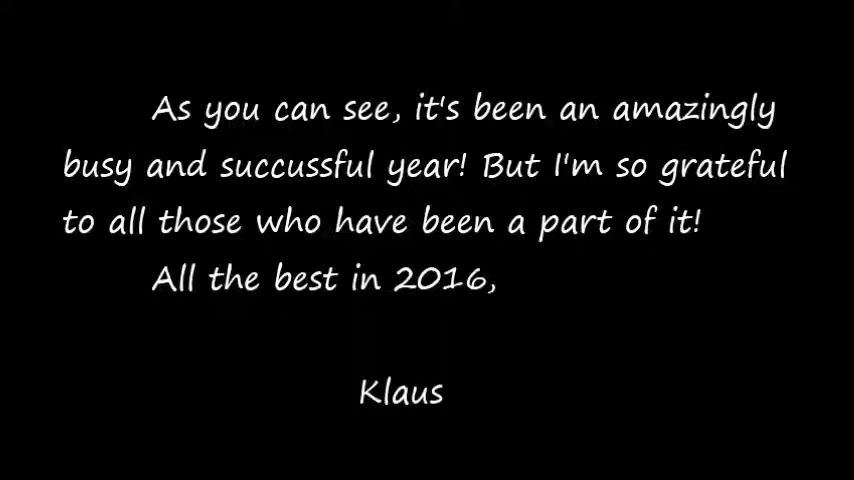 As you can see, it's been an amazingly
busy and succussful year! But I'm so grateful
to all those who have been a part of it!
All the best in 2016,
Klaus